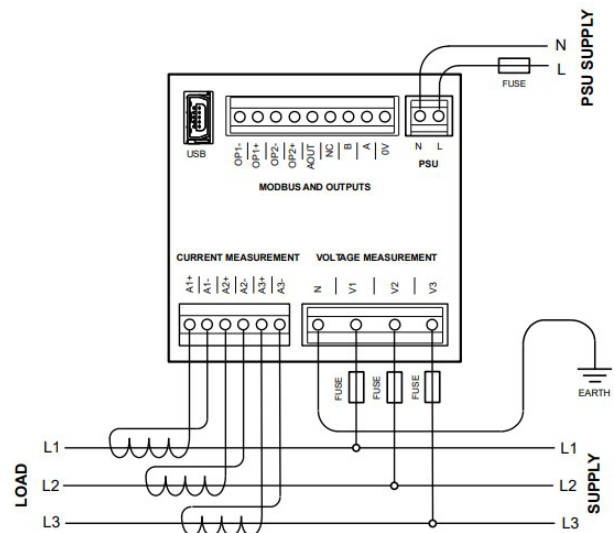 N
L
FUSE
PSU SUPPLY
USB
OP1-
OP1+
OP2-
OP2+
AOUT
NC
B
A
0V
N L
PSU
MODBUS AND OUTPUTS
CURRENT MEASUREMENT
VOLTAGE MEASUREMENT
A1+
A1-
A2+
A2-
A3+
A3-
N
V1
V2
V3
FUSE
FUSE
FUSE
EARTH
LOAD
L1
L2
L3
L1
L2
L3
SUPPLY